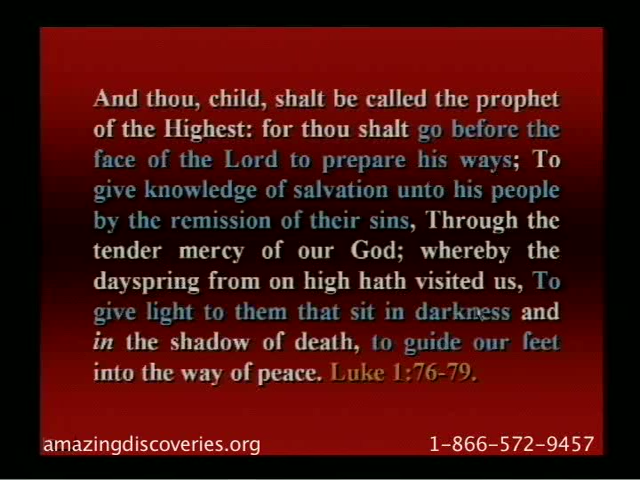 And thou, child, shalt be called the prophet
of the Highest: for thou shalt go before the
face of the Lord to prepare his ways; To
give knowledge of salvation unto his people
by the remission of their sins, Through the
tender mercy of our God; whereby the
dayspring from on high hath visited us, To
give light to them that sit in darkness and
in the shadow of death, to guide our feet
into the way of peace. Luke 1:76-79.
amazingdiscoveries.org
1-866-572-9457